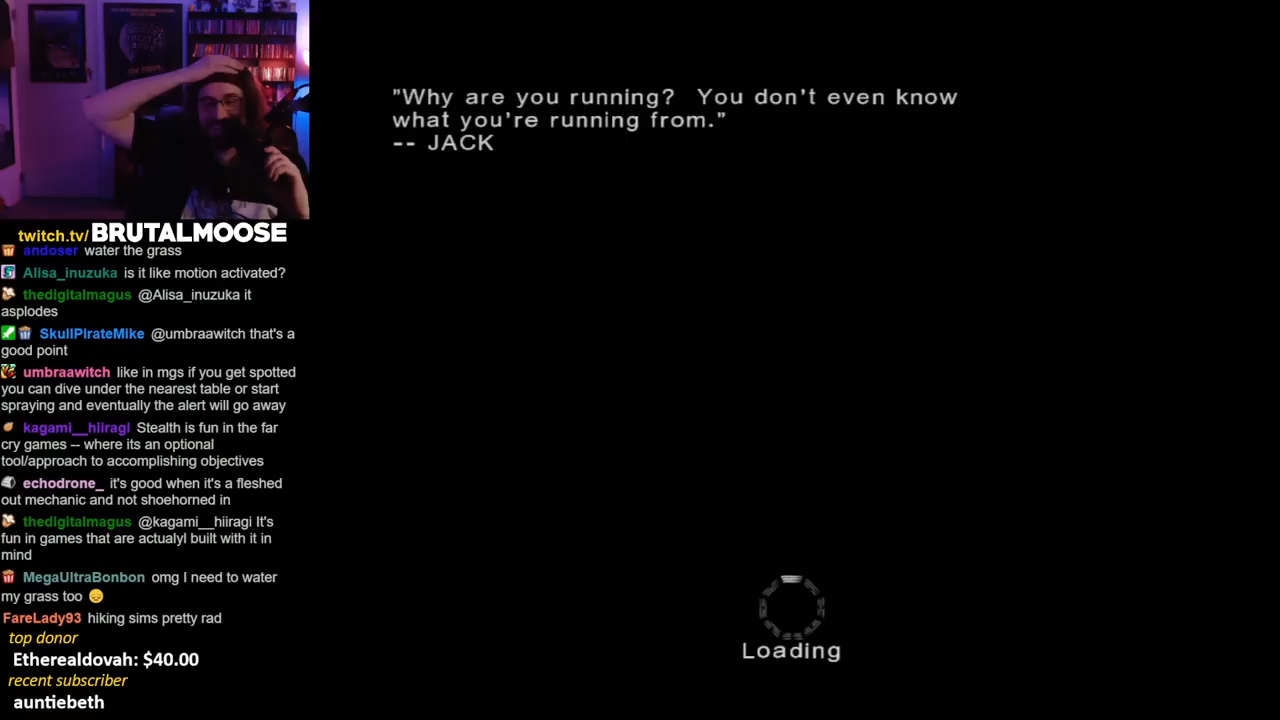 "Why are you running? You don't even know
what you're running from."
-- JACK
twitch.tv/BRUTALMOOSE
andoser water the grass
Alisa_inuzuka is it like motion activated?
thedigitalmagus @Alisa_inuzuka it
asplodes
SkullPirateMike @umbraawitch that's a
good point
umbraawitch like in mgs if you get spotted
you can dive under the nearest table or start
spraying and eventually the alert will go away
kagami__hiiragi Stealth is fun in the far
cry games -- where its an optional
tool/approach to accomplishing objectives
echodrone_ it's good when it's a fleshed
out mechanic and not shoehorned in
thedigitalmagus @kagami__hiiragi It's
fun in games that are actualyl built with it in
mind
MegaUltraBonbon omg I need to water
my grass too 😞
FareLady93 hiking sims pretty rad
top donor
Etherealdovah: $40.00
recent subscriber
auntiebeth
Loading